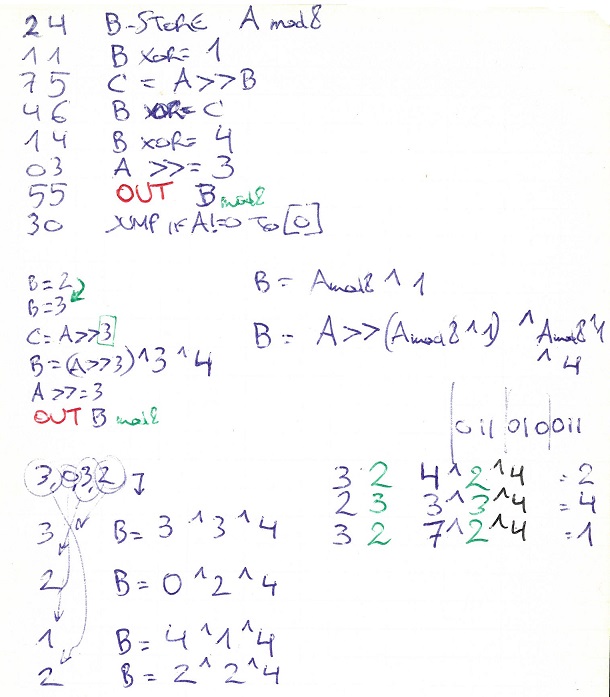 24 B-STORE A mod8
11 B XOR= 1
75 C = A>>B
46 B XOR= C
14 B XOR= 4
03 A >>= 3
55 OUT B mod8
30 JUMP IF A!=0 TO [0]
B=2
B=3
C=A>>3
B=(A>>3)^3^4
A >>=3
OUT B mod8
B= Amod8 ^ 1
B= A>>(Amod8^1) ^Amod8^1
^4
011 010 011
3 2 4^2^4 =2
2 3 3^3^4 =4
3 2 7^2^4 =1
3,0,3,2
3 B= 3^3^4
2 B= 0^2^4
1 B= 4^1^4
2 B= 2^2^4